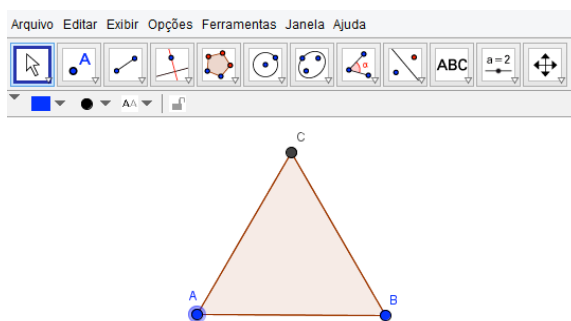 Arquivo Editar Exibir Opções Ferramentas Janela Ajuda
A α ABC a=2
AA
C
A B